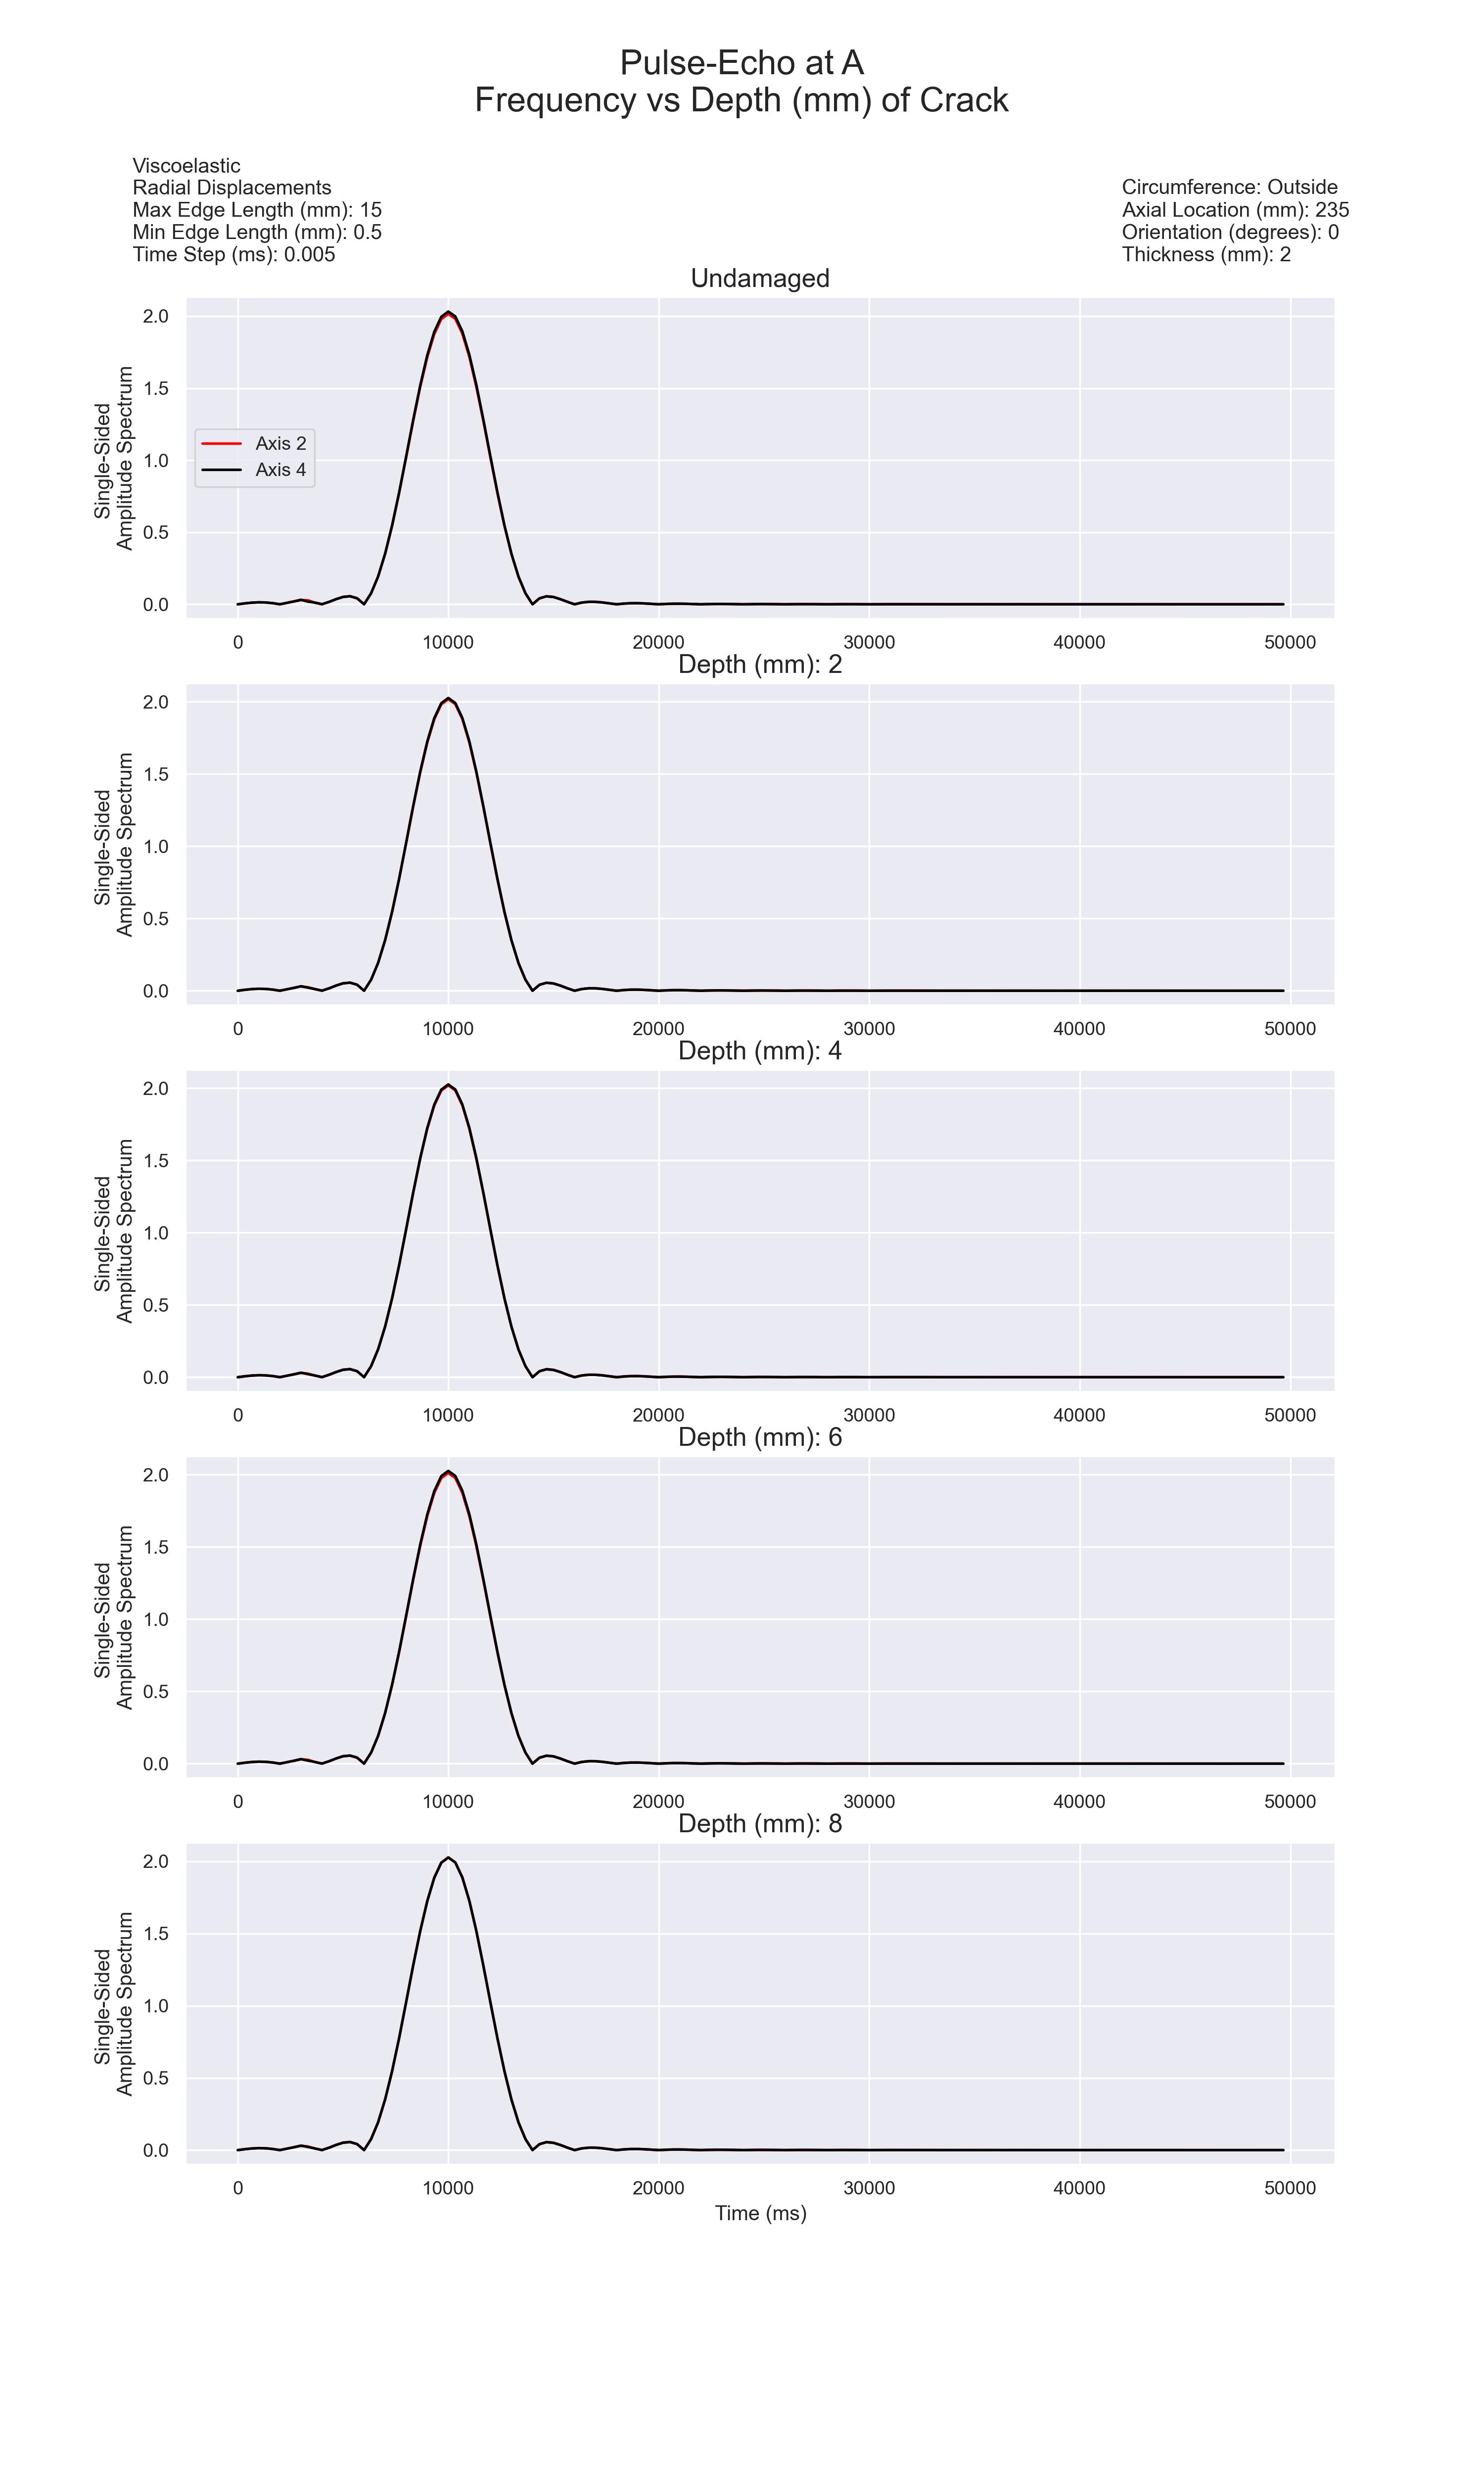 Pulse-Echo at A
Frequency vs Depth (mm) of Crack
Viscoelastic
Radial Displacements
Max Edge Length (mm): 15
Min Edge Length (mm): 0.5
Time Step (ms): 0.005
Circumference: Outside
Axial Location (mm): 235
Orientation (degrees): 0
Thickness (mm): 2
Undamaged
Single-Sided
Amplitude Spectrum
2.0
1.5
1.0
0.5
0.0
Axis 2
Axis 4
0 10000 20000 30000 40000 50000
Depth (mm): 2
Single-Sided
Amplitude Spectrum
2.0
1.5
1.0
0.5
0.0
0 10000 20000 30000 40000 50000
Depth (mm): 4
Single-Sided
Amplitude Spectrum
2.0
1.5
1.0
0.5
0.0
0 10000 20000 30000 40000 50000
Depth (mm): 6
Single-Sided
Amplitude Spectrum
2.0
1.5
1.0
0.5
0.0
0 10000 20000 30000 40000 50000
Depth (mm): 8
Single-Sided
Amplitude Spectrum
2.0
1.5
1.0
0.5
0.0
0 10000 20000 30000 40000 50000
Time (ms)